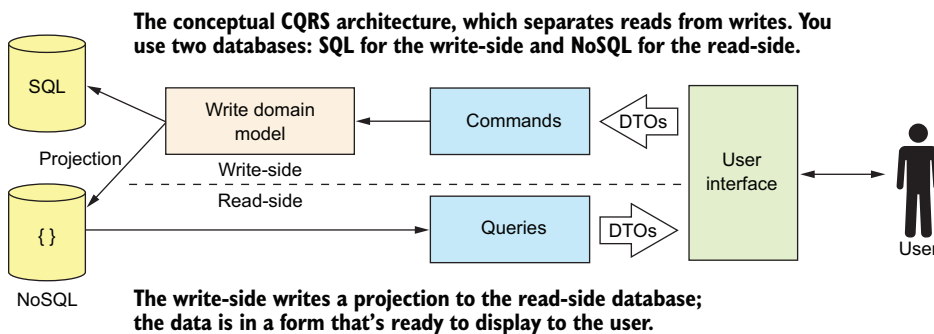 The conceptual CQRS architecture, which separates reads from writes. You
use two databases: SQL for the write-side and NoSQL for the read-side.
SQL
Write domain
model
Commands
DTOs
User
interface
Projection
Write-side
Read-side
{ }
Queries
DTOs
User
NoSQL
The write-side writes a projection to the read-side database;
the data is in a form that's ready to display to the user.